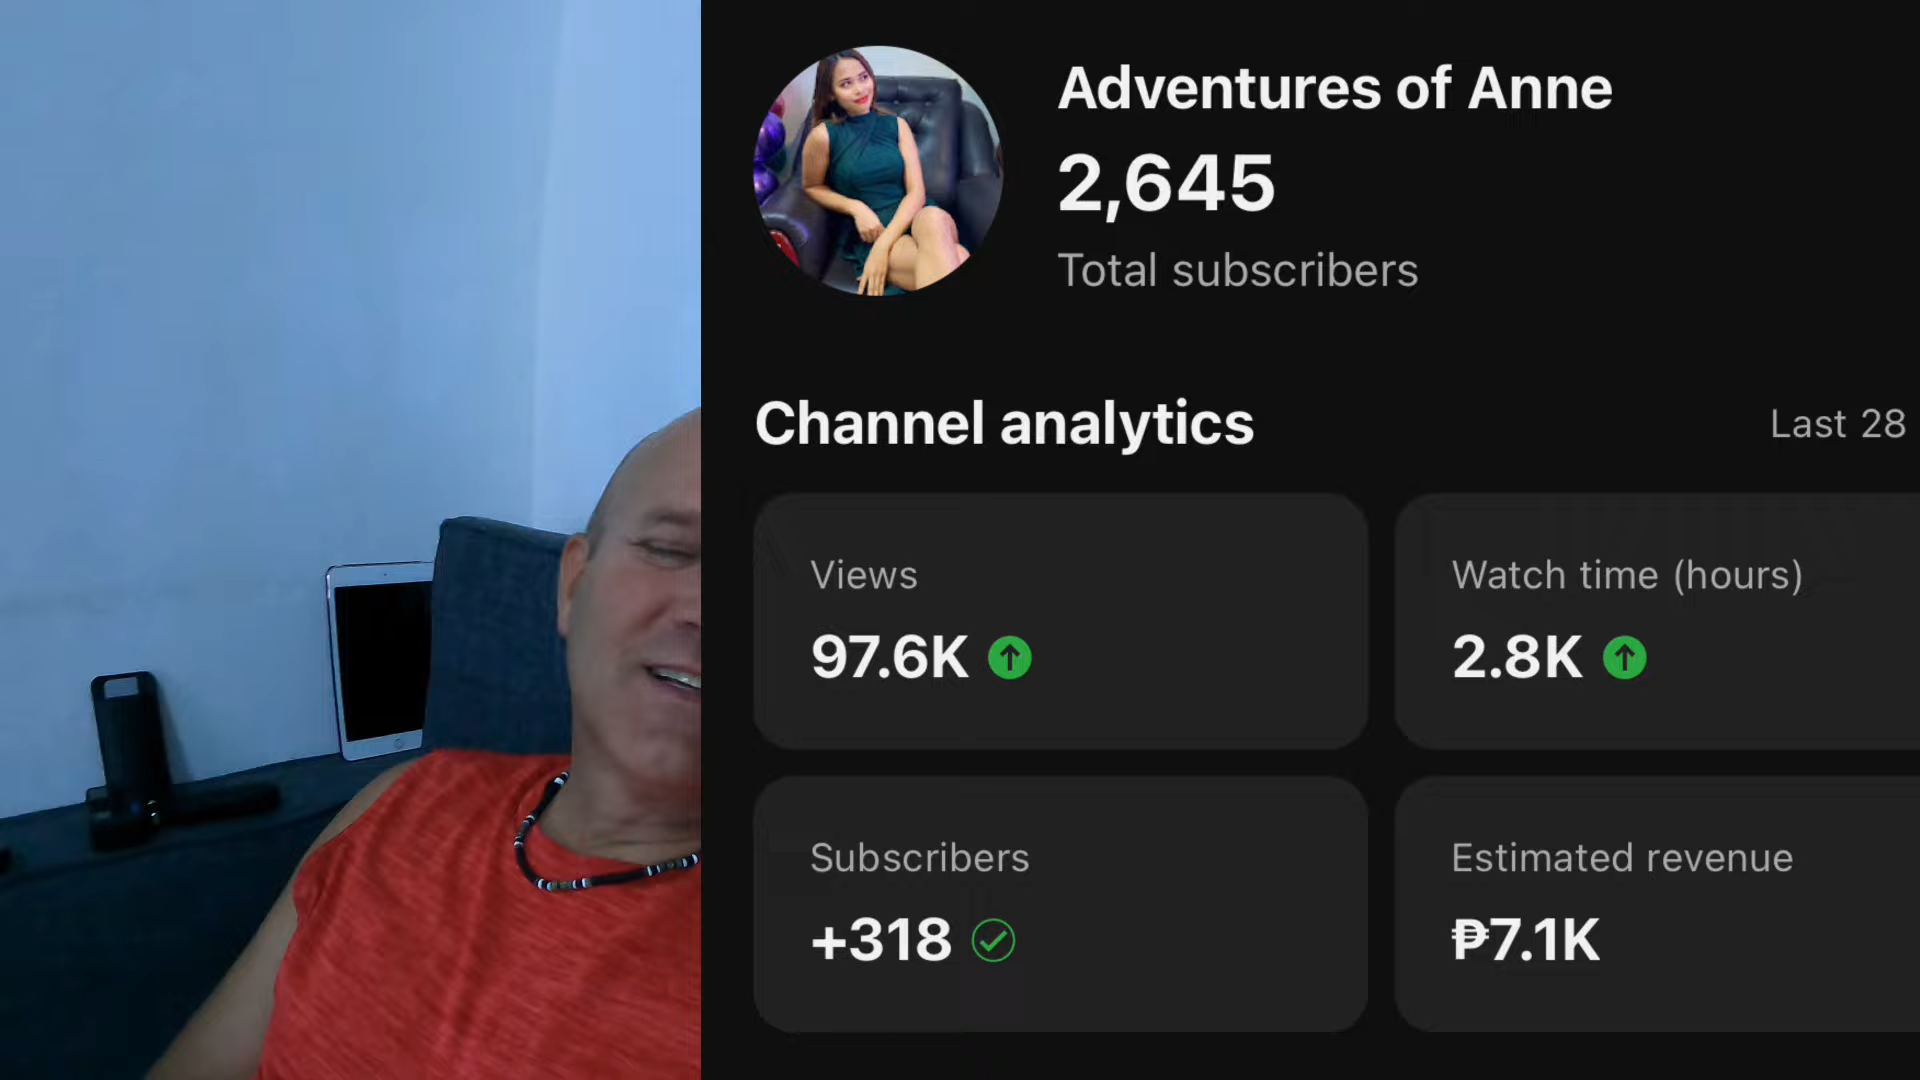 Adventures of Anne
2,645
Total subscribers
Channel analytics
Last 28
Views
97.6K
Watch time (hours)
2.8K
Subscribers
+318
Estimated revenue
₱7.1K